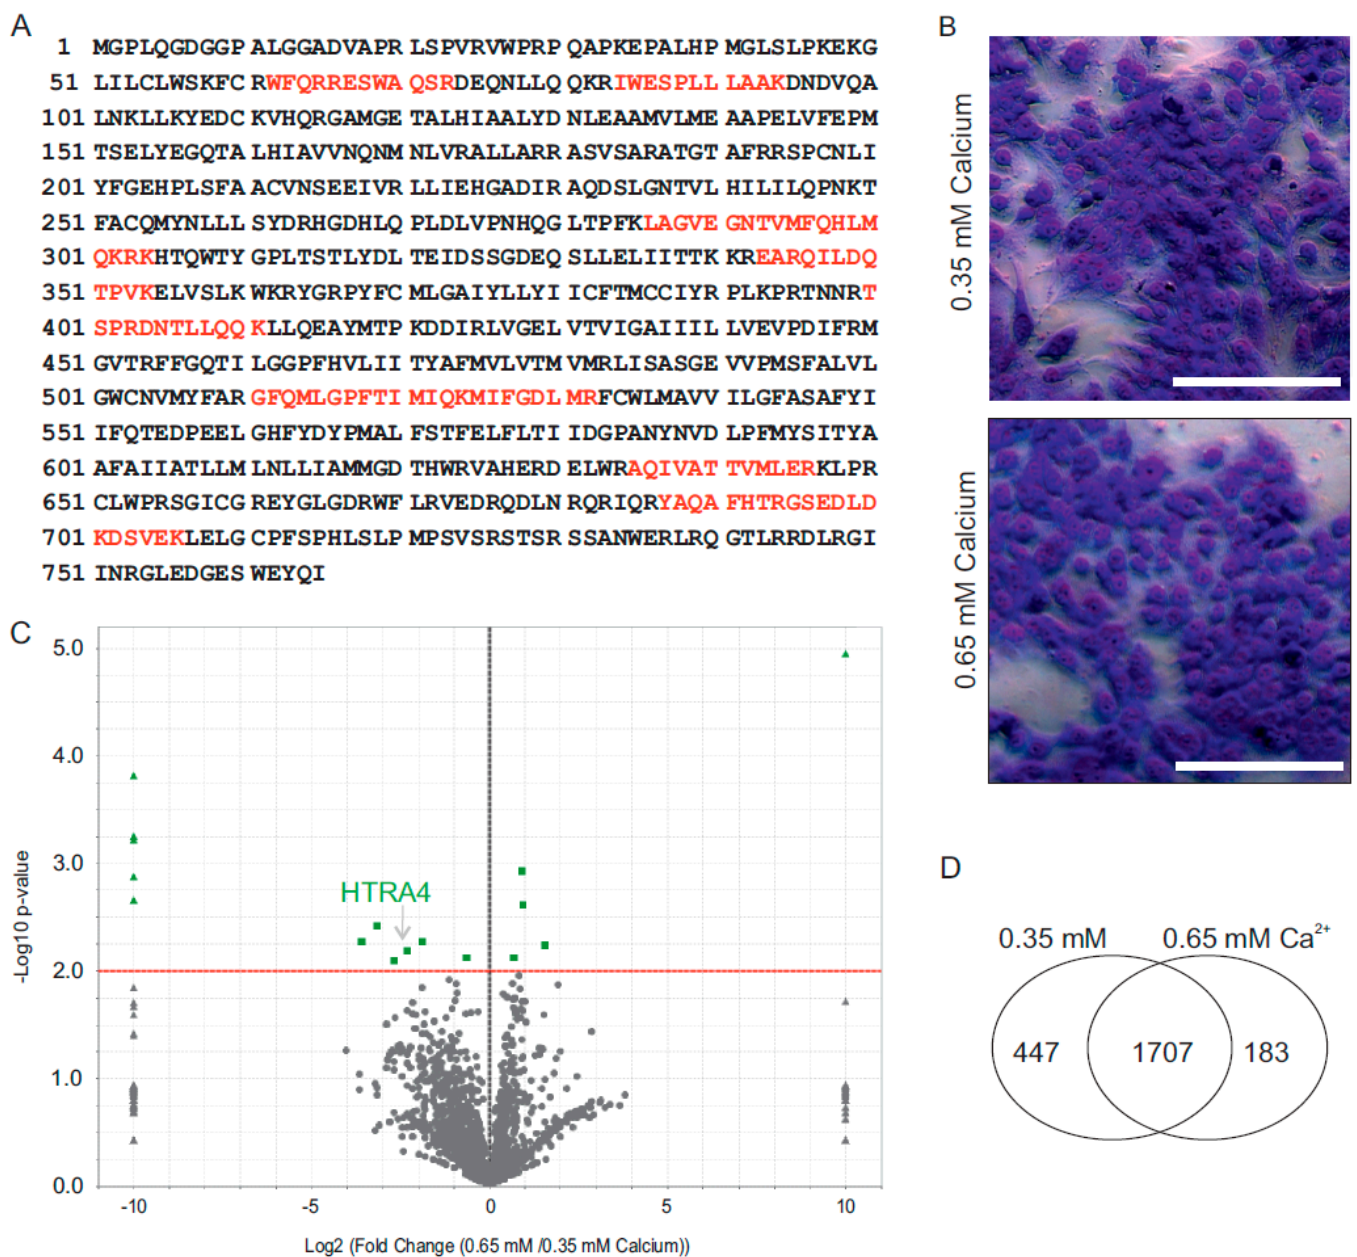 A
1 MGPLQGDGGP ALGGADVAPR LSPVRVWPRP QAPKEPALHP MGLSLPKEKG
51 LILCLWSKFC RWFQRRESWA QSRDEQNLLQ QKRIWESPLL LAAKDNDVQA
101 LNKLLKYEDC KVHQRGAMGE TALHIAALYD NLEAAMVLME AAPELVFEPM
151 TSELYEGQTA LHIAVVNQNM NLVRALLARR ASVSARATGT AFRRSPCNLI
201 YFGEHPLSFA ACVNSEEIVR LLIEHGADIR AQDSLGNTVL HILILQPNKT
251 FACQMYNLLL SYDRHGDHLQ PLDLVPNHQG LTPFKLAGVE GNTVMFQHLM
301 QKRKHTQWTY GPLTSTLYDL TEIDSSGDEQ SLLELIITTK KREARQILDQ
351 TPVKELVSLK WKRYGRPYFC MLGAIYLLYI ICFTMCCIYR PLKPRTNNRT
401 SPRDNTLLQQ KLLQEAYMTP KDDIRLVGEL VTVIGAIIIL LVEVPDIFRM
451 GVTRFFGQTI LGGPFHVLII TYAFMVLVTM VMRLISASGE VVPMSFALVL
501 GWCNVMYFAR GFQMLGPFTI MIQKMIFGDL MRFCWLMAVV ILGFASAFYI
551 IFQTEDPEEL GHFYDYPMAL FSTFELFLTI IDGPANYNVD LPFMYSITYA
601 AFAIIATLLM LNLLIAMMGD THWRVAHERD ELWRAQIVAT TVMLERKLPR
651 CLWPRSGICG REYGLGDRWF LRVEDRQDLN RQRIQRYAQA FHTRGSEDLD
701 KDSVEKLELG CPFSPHLSLP MPSVSRSTSR SSANWERLRQ GTLRRDLRGI
751 INRGLEDGES WEYQI
B
0.35 mM Calcium
0.65 mM Calcium
C
5.0
4.0
3.0
2.0
1.0
0.0
-Log10 p-value
HTRA4
-10
-5
0
5
10
Log2 (Fold Change (0.65 mM /0.35 mM Calcium))
D
0.35 mM
0.65 mM Ca²⁺
447
1707
183